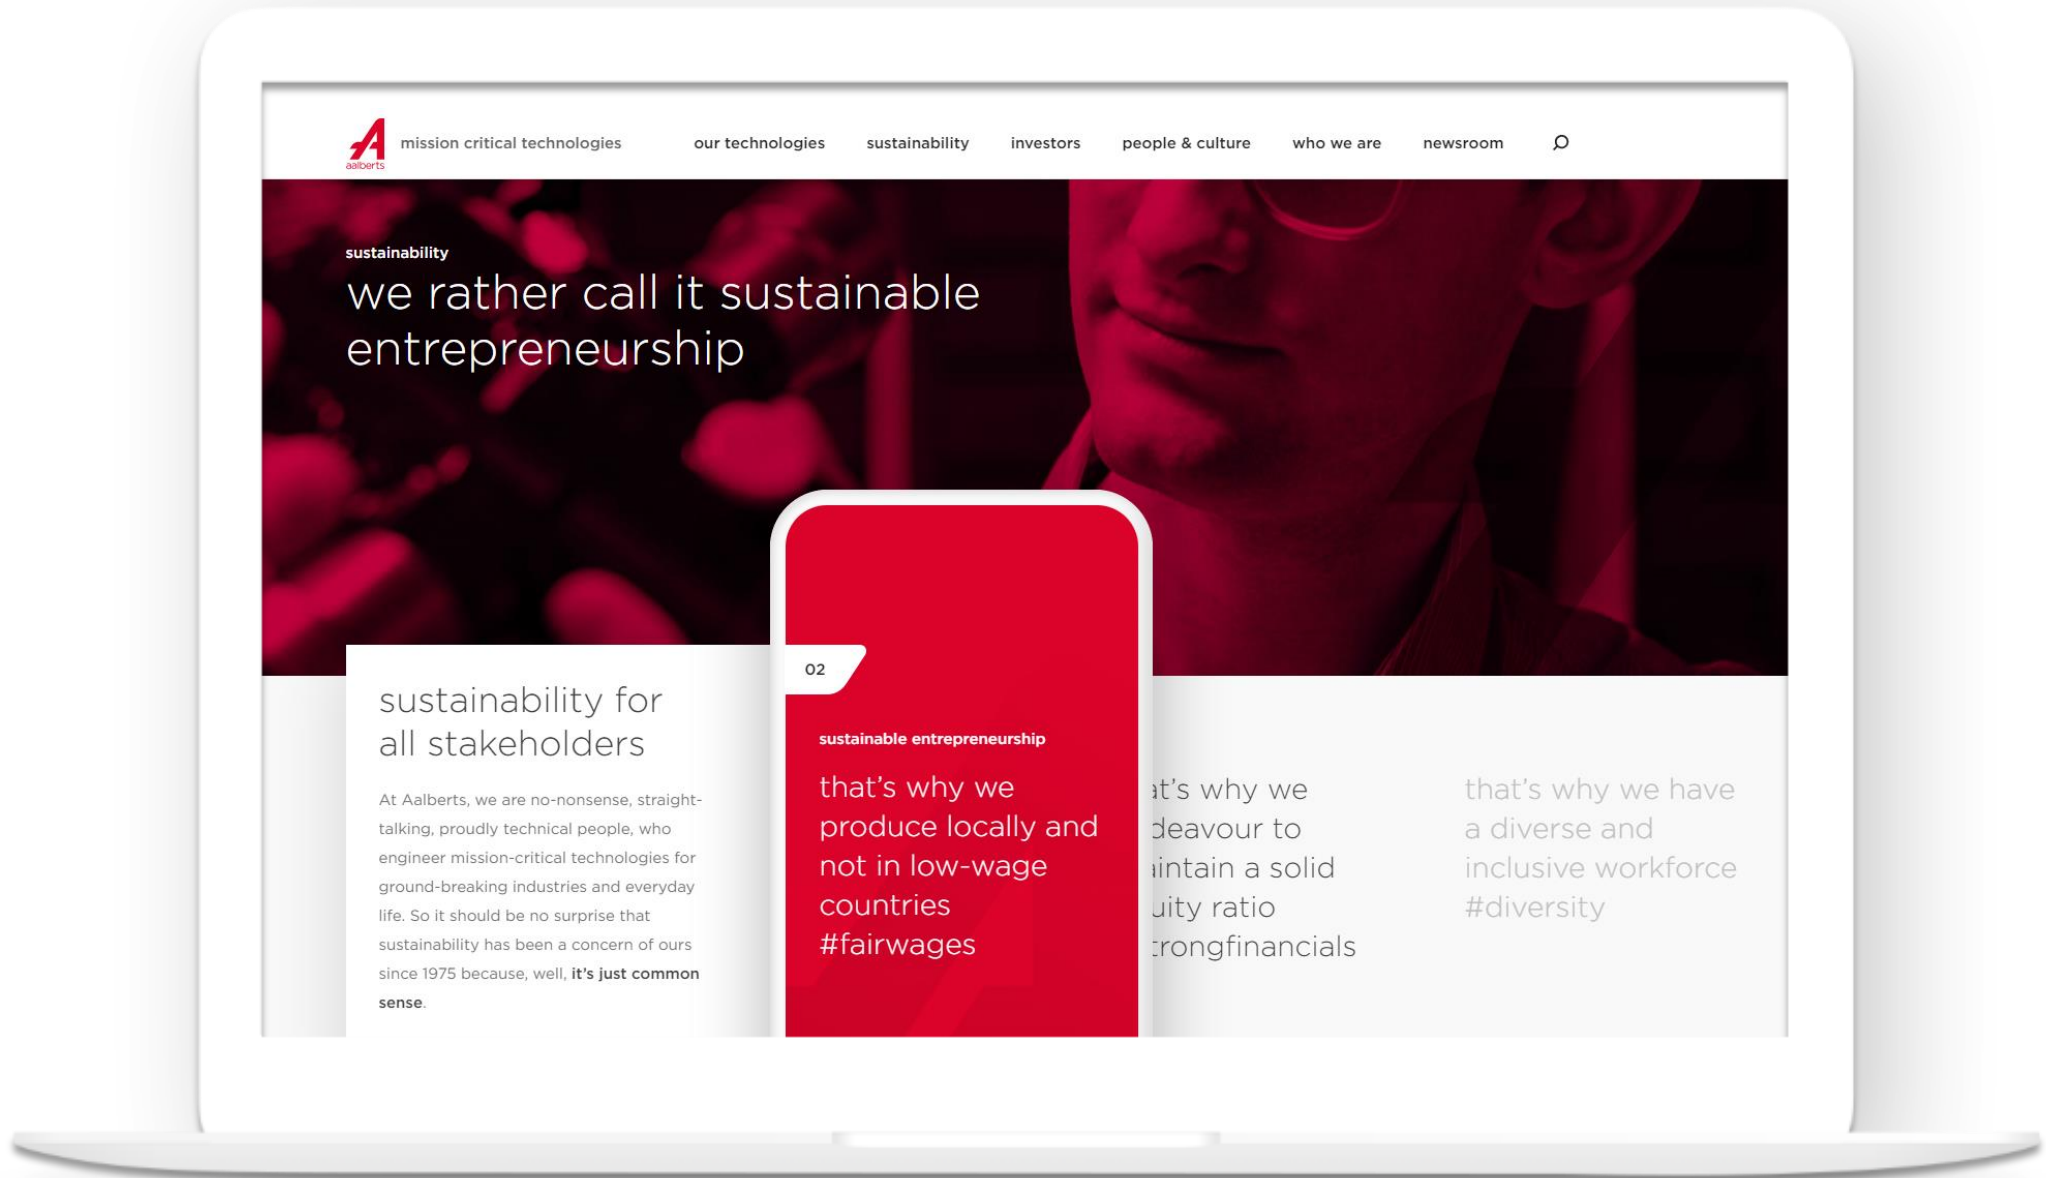 aalberts
mission critical technologies
our technologies
sustainability
investors
people & culture
who we are
newsroom
sustainability
we rather call it sustainable
entrepreneurship
sustainability for
all stakeholders
At Aalberts, we are no-nonsense, straight-
talking, proudly technical people, who
engineer mission-critical technologies for
ground-breaking industries and everyday
life. So it should be no surprise that
sustainability has been a concern of ours
since 1975 because, well, it's just common
sense.
02
sustainable entrepreneurship
that's why we
produce locally and
not in low-wage
countries
#fairwages
at's why we
deavour to
aintain a solid
uity ratio
trongfinancials
that's why we have
a diverse and
inclusive workforce
#diversity